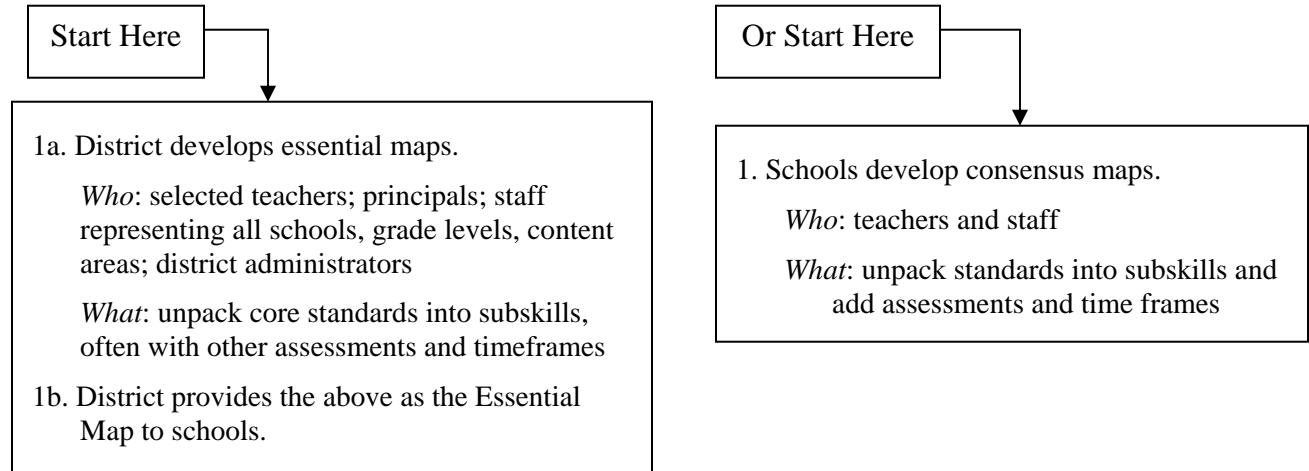 Start Here
1a. District develops essential maps.
Who: selected teachers; principals; staff
representing all schools, grade levels, content
areas; district administrators
What: unpack core standards into subskills,
often with other assessments and timeframes
1b. District provides the above as the Essential
Map to schools.
Or Start Here
1. Schools develop consensus maps.
Who: teachers and staff
What: unpack standards into subskills and
add assessments and time frames